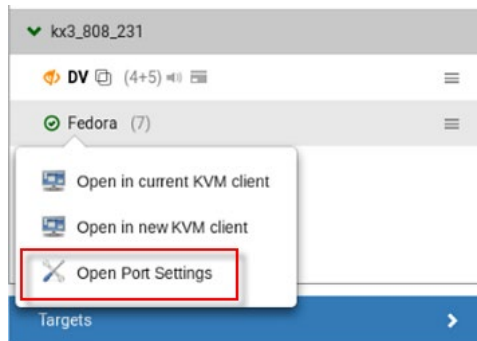 kx3_808_231
DV (4+5)
Fedora (7)
Open in current KVM client
Open in new KVM client
Open Port Settings
Targets